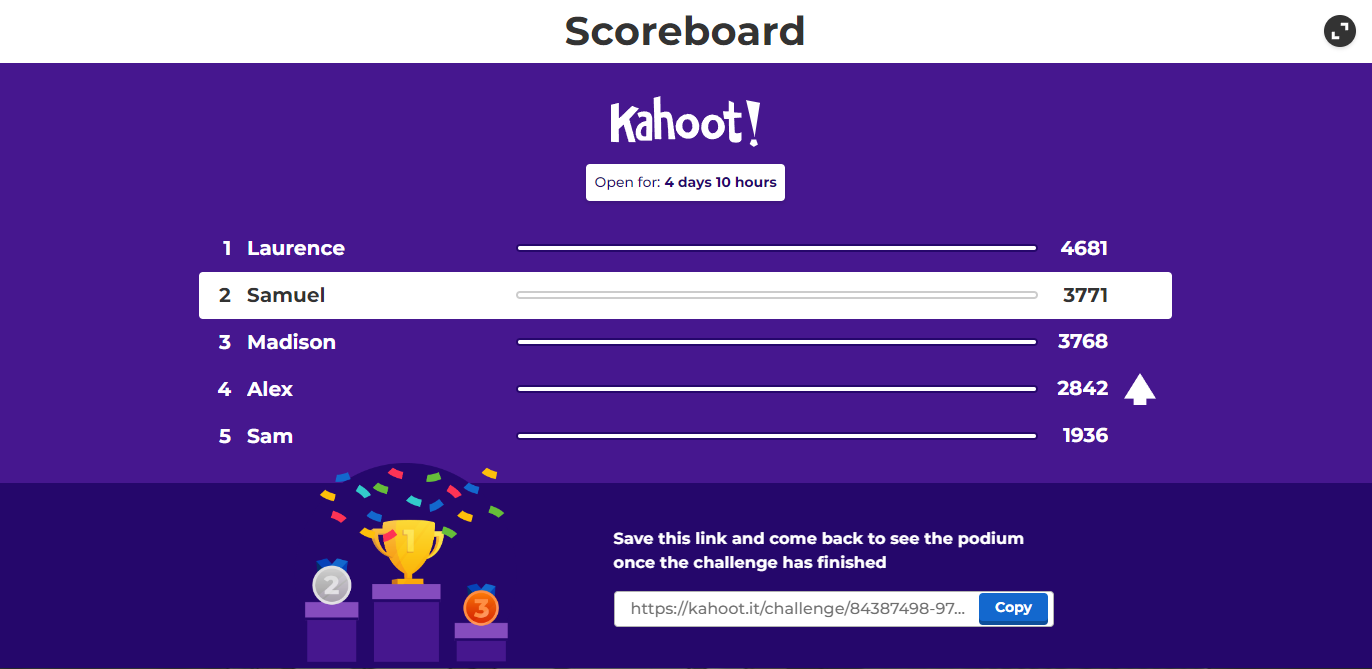 Scoreboard
Kahoot!
Open for: 4 days 10 hours
1 Laurence 4681
2 Samuel 3771
3 Madison 3768
4 Alex 2842
5 Sam 1936
1
2
3
Save this link and come back to see the podium
once the challenge has finished
https://kahoot.it/challenge/84387498-97... Copy